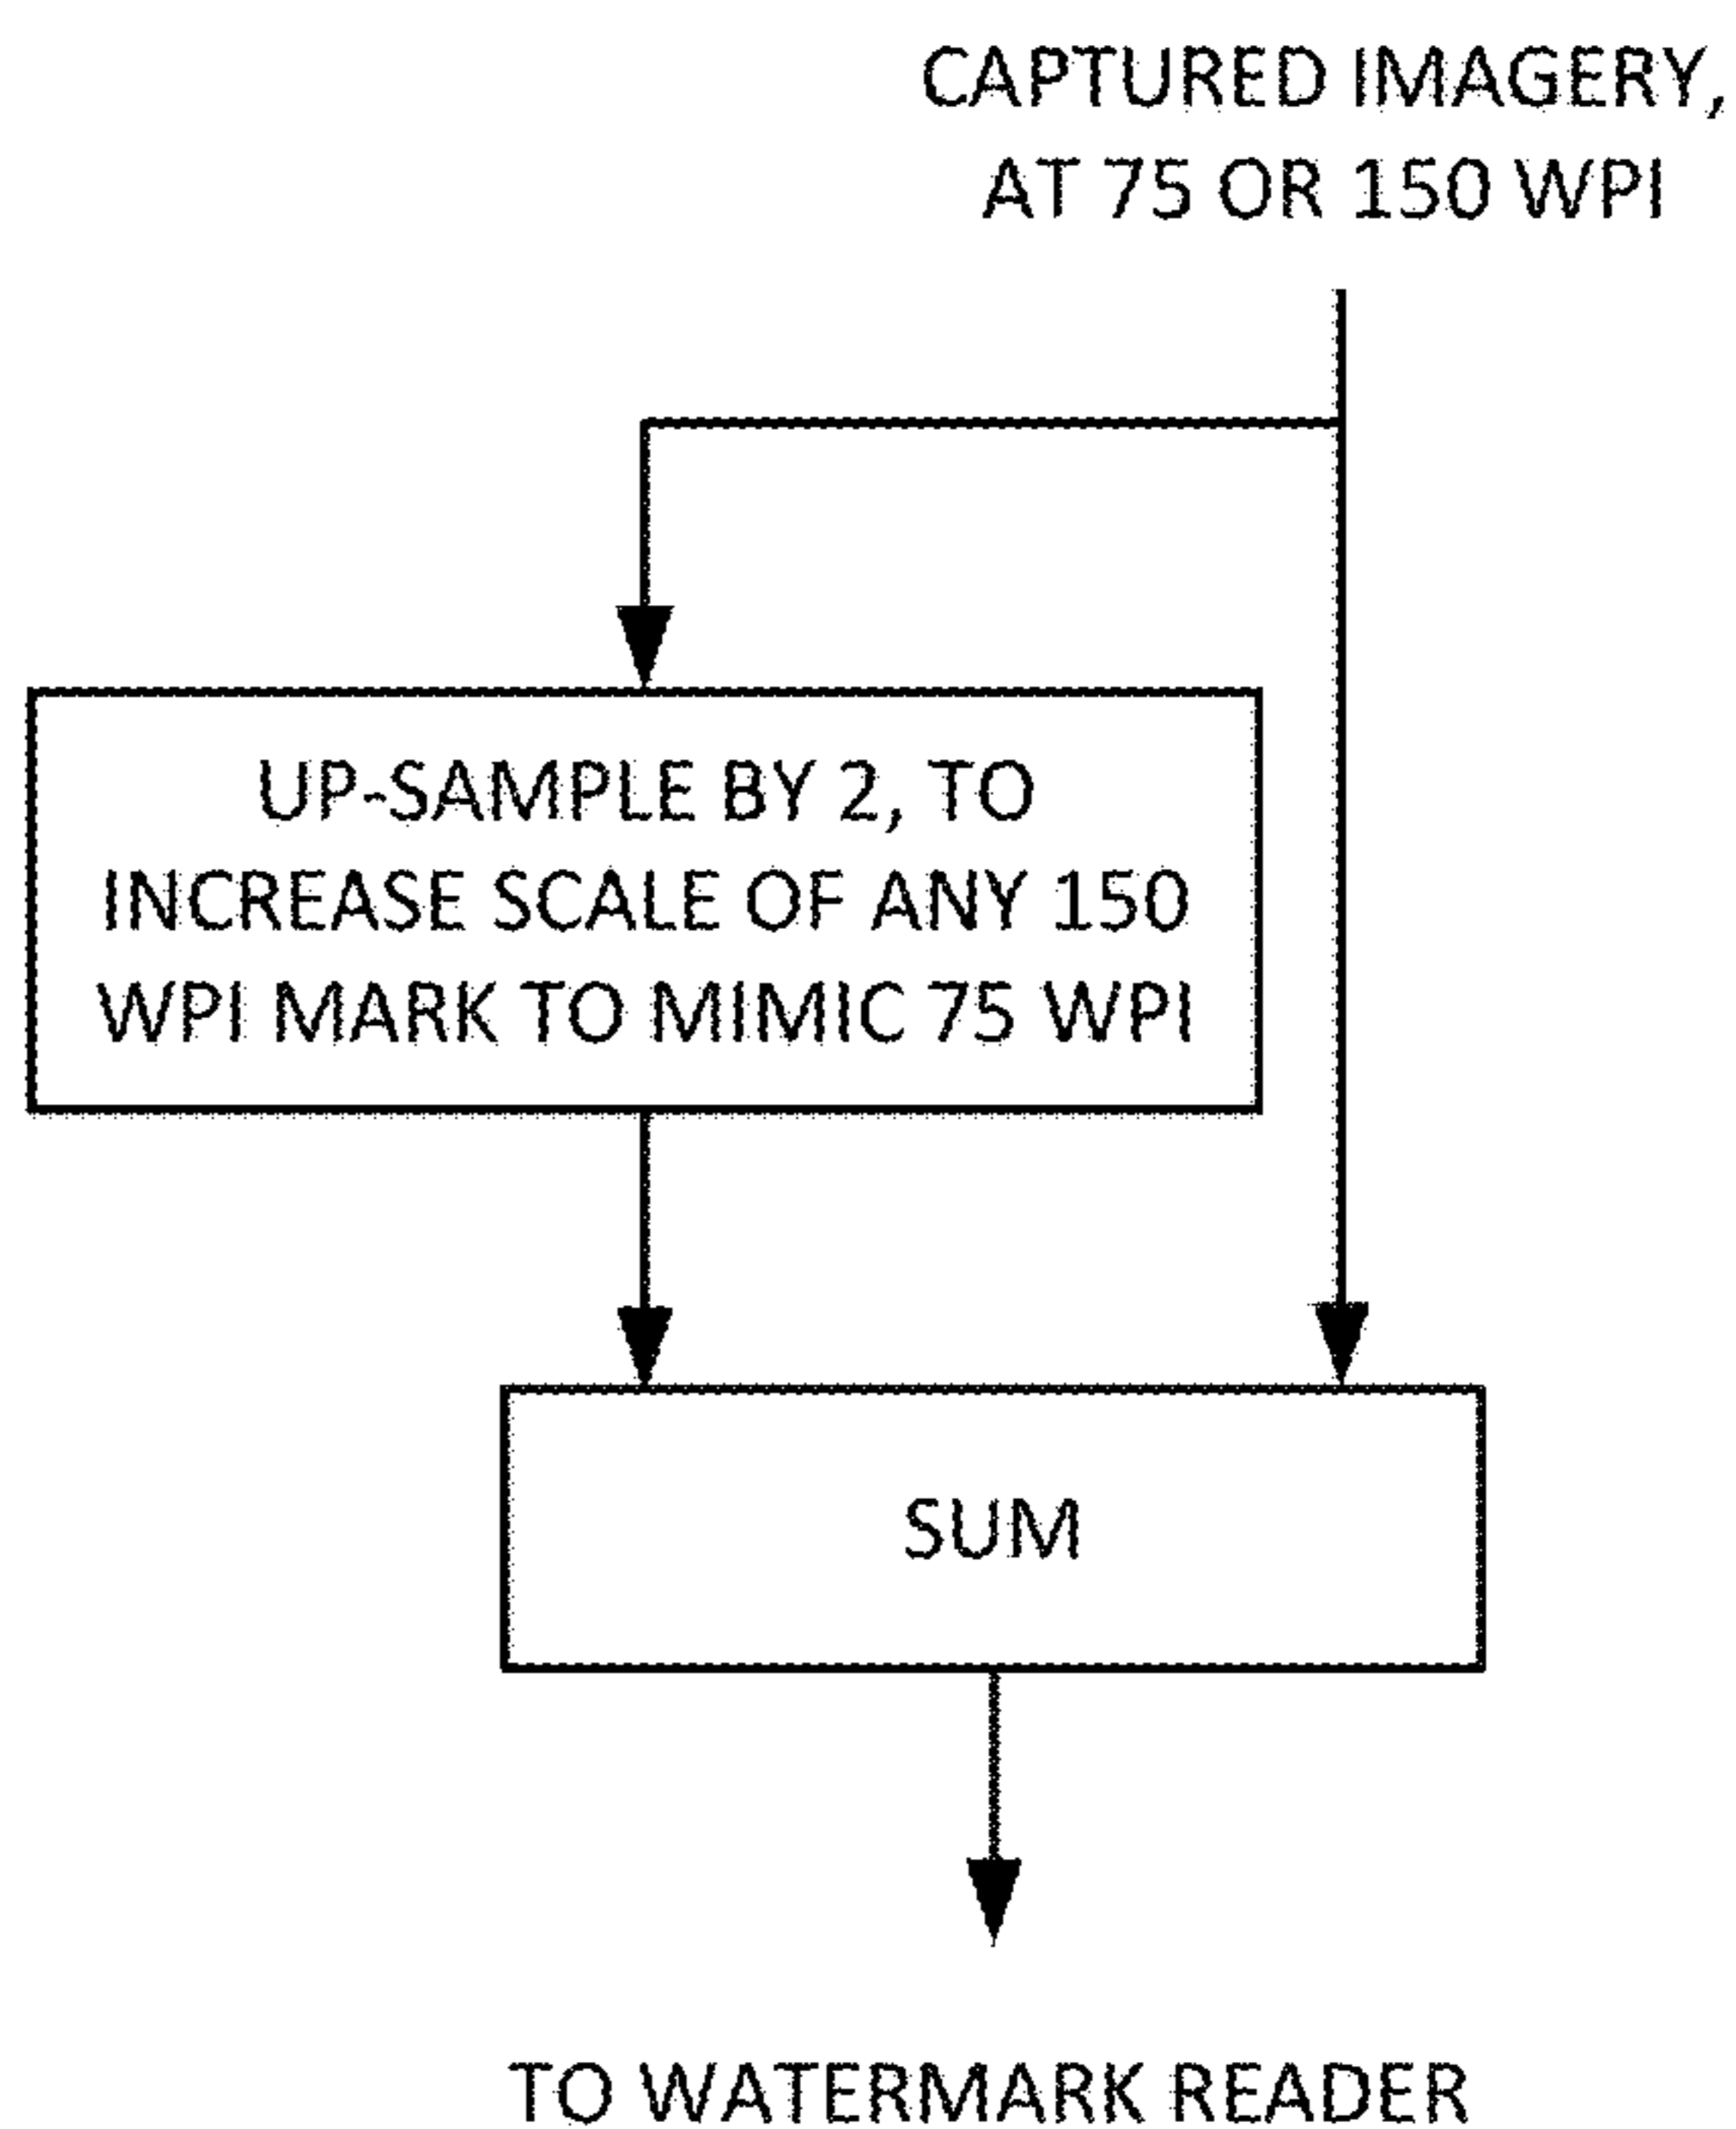 CAPTURED IMAGERY,
AT 75 OR 150 WPI
UP-SAMPLE BY 2, TO
INCREASE SCALE OF ANY 150
WPI MARK TO MIMIC 75 WPI
SUM
TO WATERMARK READER